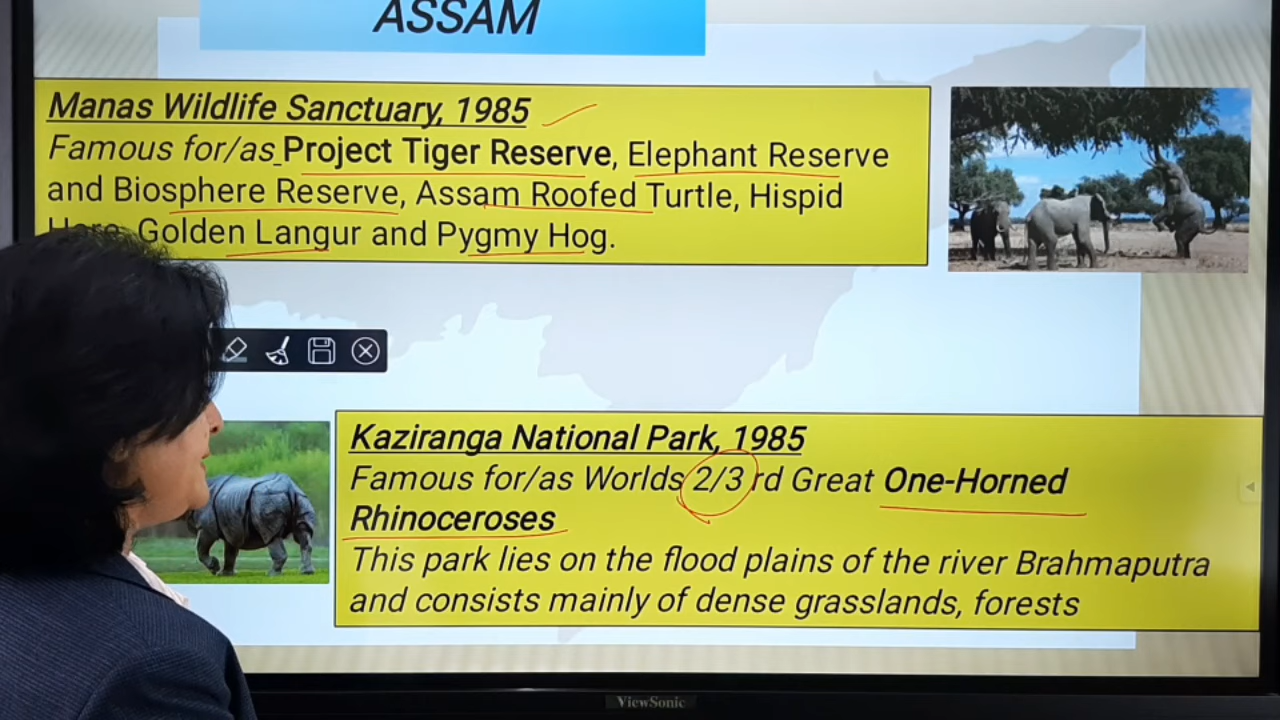 ASSAM
Manas Wildlife Sanctuary, 1985
Famous for/as Project Tiger Reserve, Elephant Reserve
and Biosphere Reserve, Assam Roofed Turtle, Hispid
Hare, Golden Langur and Pygmy Hog.
Kaziranga National Park, 1985
Famous for/as Worlds 2/3 rd Great One-Horned
Rhinoceroses
This park lies on the flood plains of the river Brahmaputra
and consists mainly of dense grasslands, forests
ViewSonic